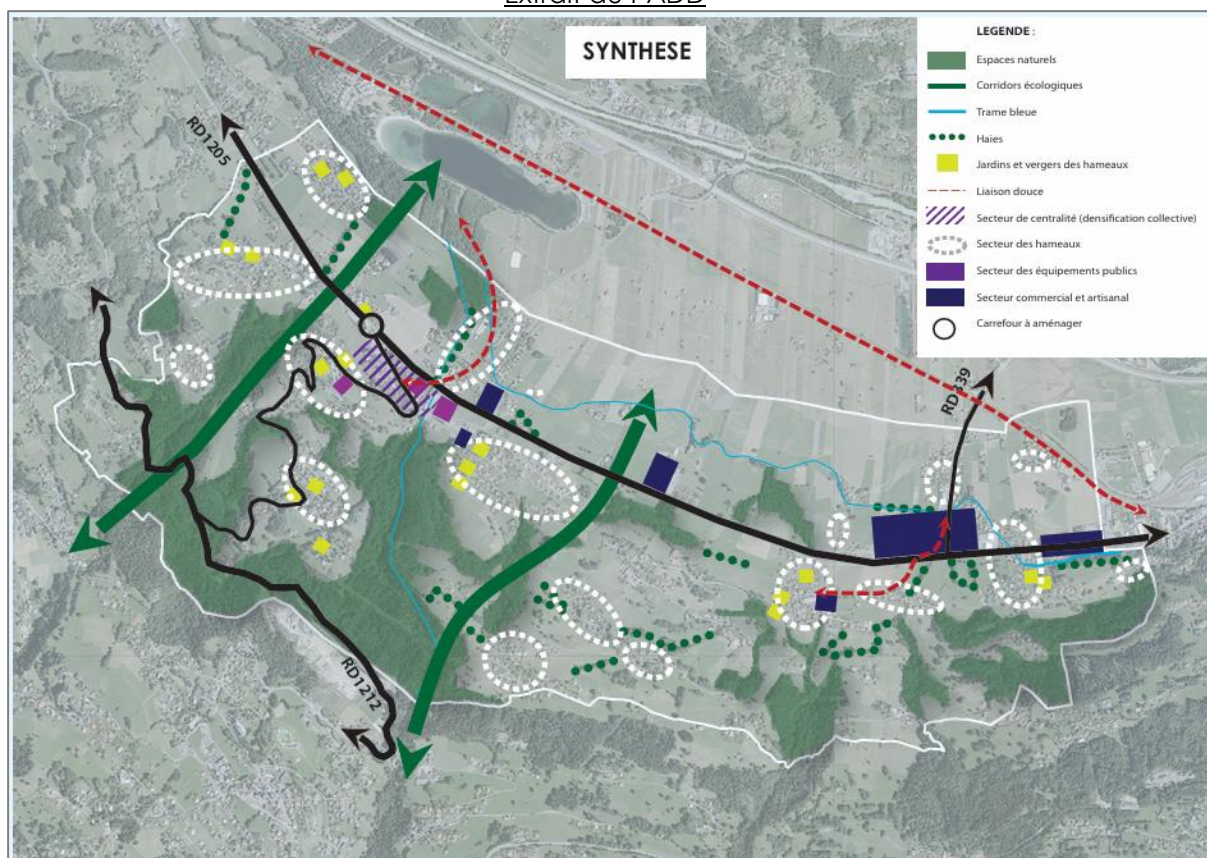 Extrait du PADD
SYNTHESE
LEGENDE :
Espaces naturels
Corridors écologiques
Trame bleue
Haies
Jardins et vergers des hameaux
Liaison douce
Secteur de centralité (densification collective)
Secteur des hameaux
Secteur des équipements publics
Secteur commercial et artisanal
Carrefour à aménager
RD1205
RD1212